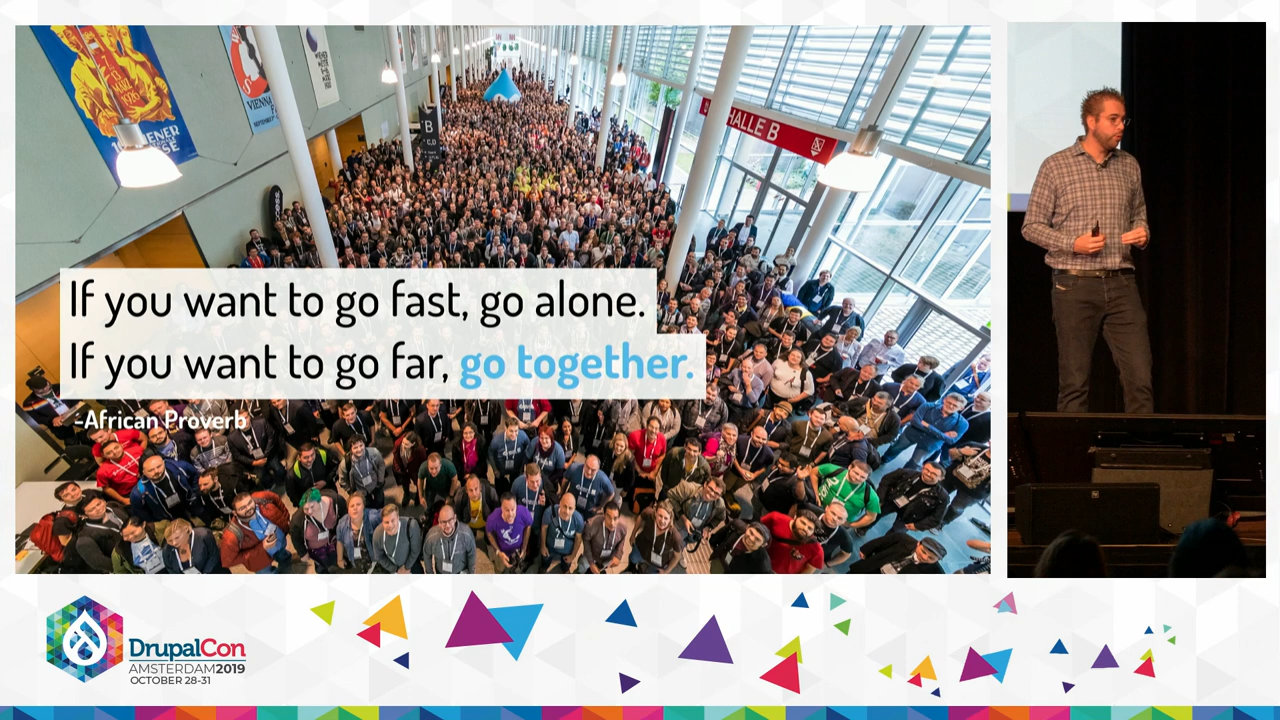 HALLE B
B
VIENNA
If you want to go fast, go alone.
If you want to go far, go together.
-African Proverb
DrupalCon
AMSTERDAM2019
OCTOBER 28-31